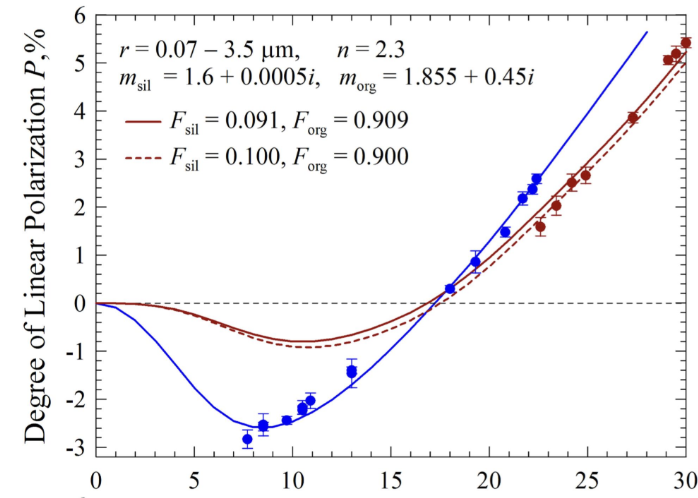 6
5
4
3
2
1
0
-1
-2
-3
Degree of Linear Polarization P,%
r = 0.07 – 3.5 μm, n = 2.3
m_sil = 1.6 + 0.0005i, m_org = 1.855 + 0.45i
F_sil = 0.091, F_org = 0.909
F_sil = 0.100, F_org = 0.900
0 5 10 15 20 25 30